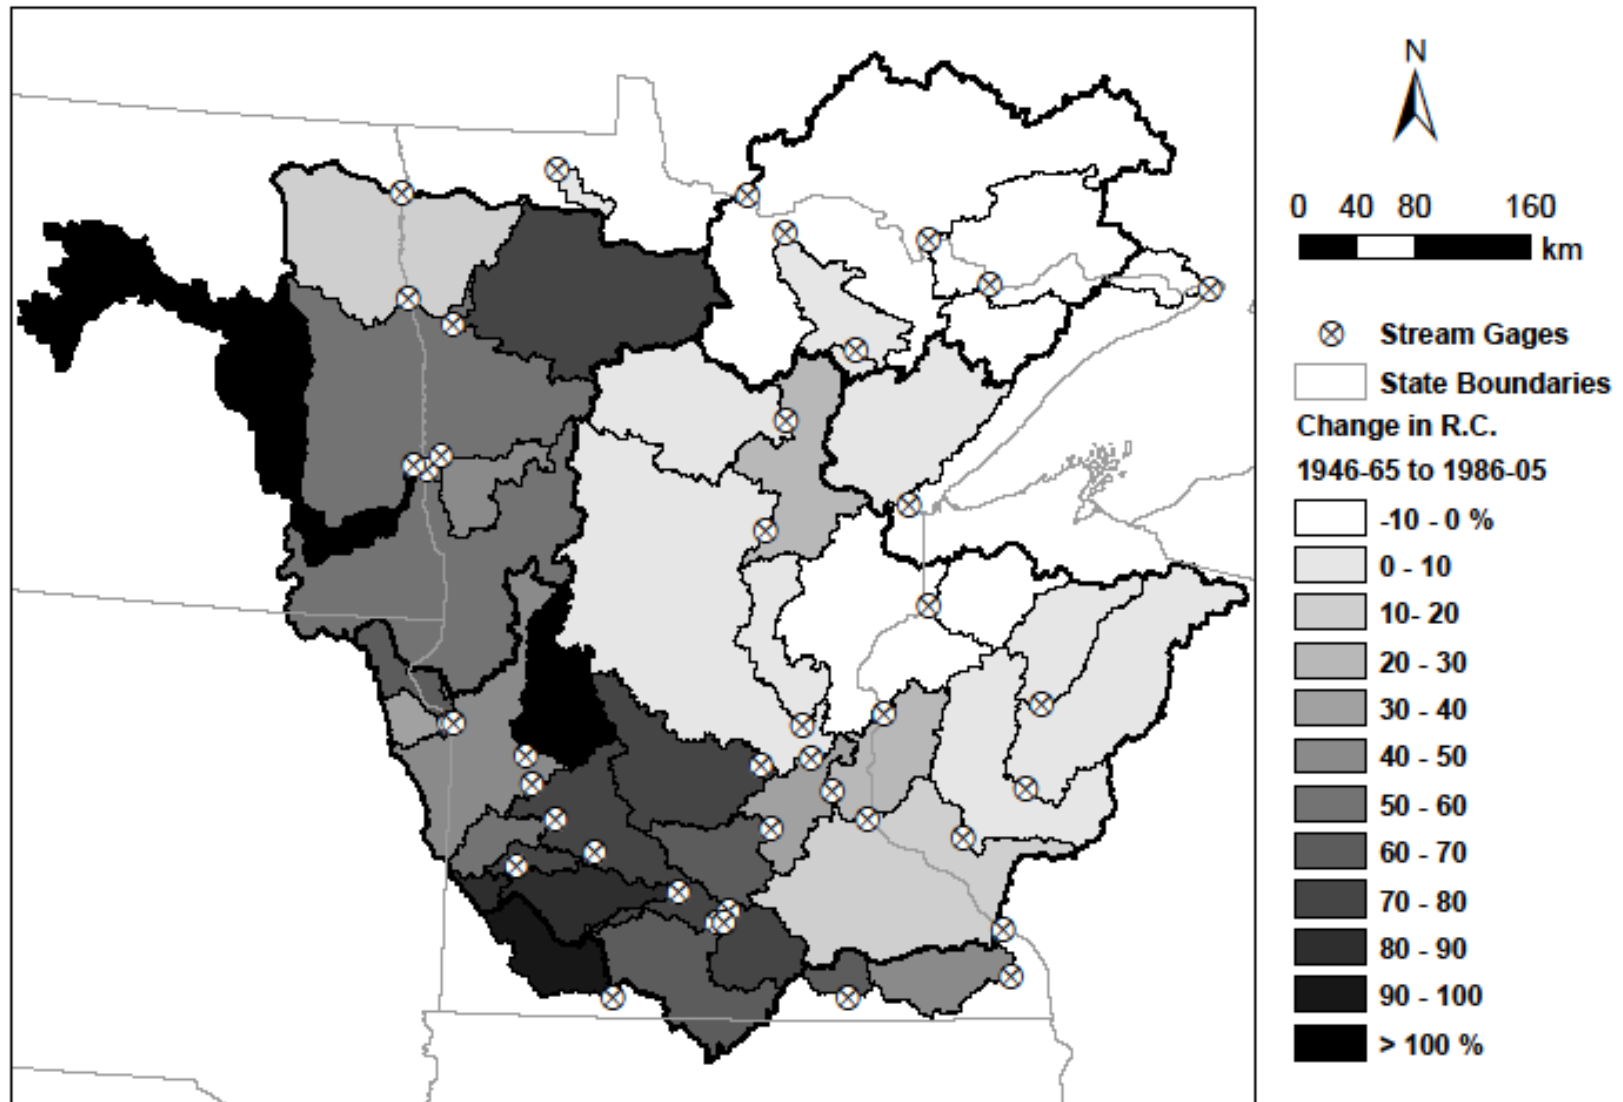 N
0 40 80 160
km
Stream Gages
State Boundaries
Change in R.C.
1946-65 to 1986-05
-10 - 0 %
0 - 10
10- 20
20 - 30
30 - 40
40 - 50
50 - 60
60 - 70
70 - 80
80 - 90
90 - 100
> 100 %